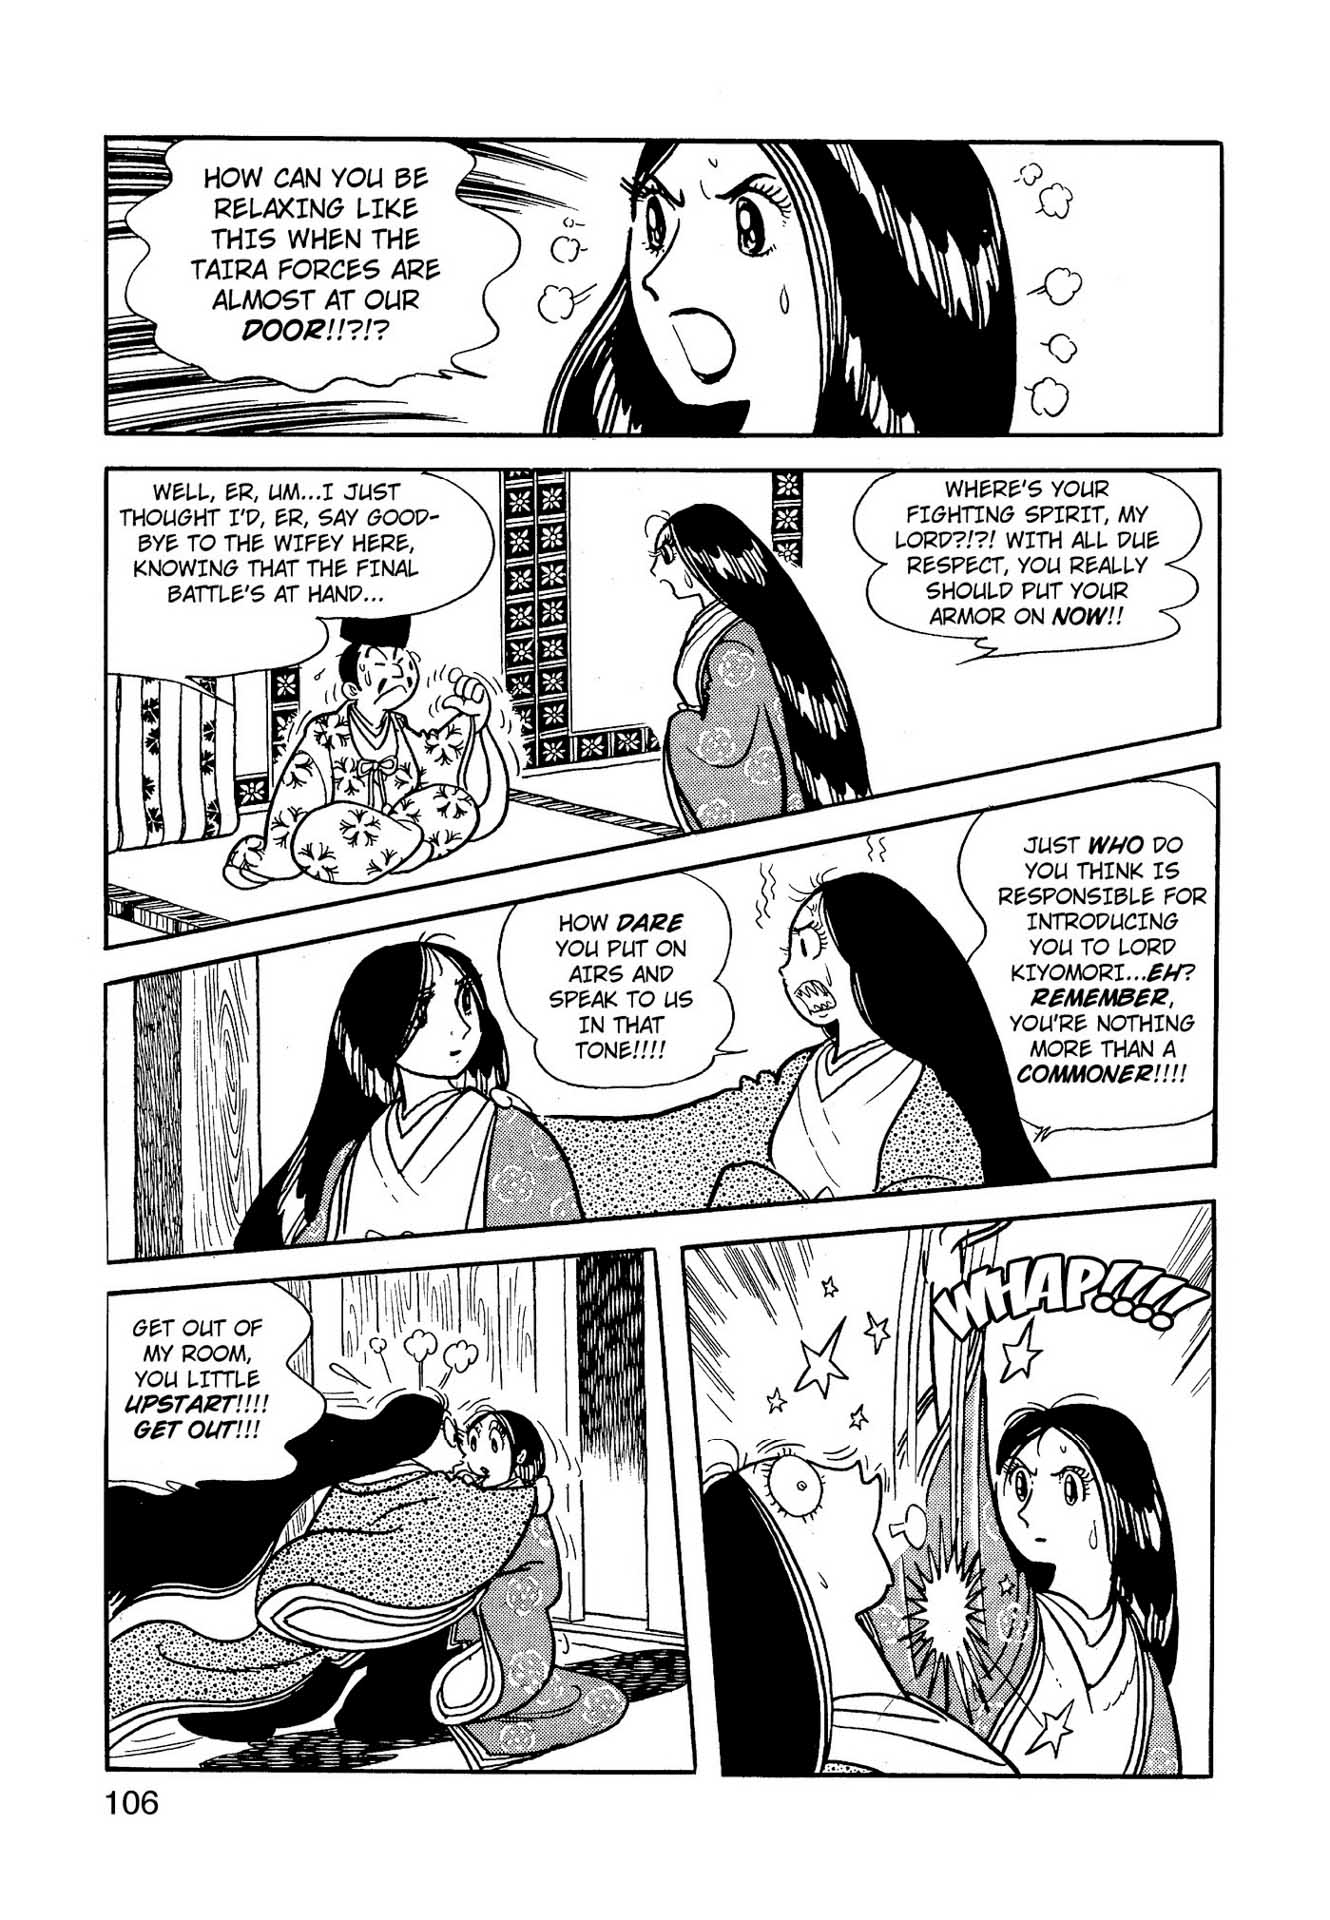 HOW CAN YOU BE
RELAXING LIKE
THIS WHEN THE
TAIRA FORCES ARE
ALMOST AT OUR
DOOR!!?!?
WELL, ER, UM...I JUST
THOUGHT I'D, ER, SAY GOOD-
BYE TO THE WIFEY HERE,
KNOWING THAT THE FINAL
BATTLE'S AT HAND...
WHERE'S YOUR
FIGHTING SPIRIT, MY
LORD?!?! WITH ALL DUE
RESPECT, YOU REALLY
SHOULD PUT YOUR
ARMOR ON NOW!!
HOW DARE
YOU PUT ON
AIRS AND
SPEAK TO US
IN THAT
TONE!!!!
JUST WHO DO
YOU THINK IS
RESPONSIBLE FOR
INTRODUCING
YOU TO LORD
KIYOMORI...EH?
REMEMBER,
YOU'RE NOTHING
MORE THAN A
COMMONER!!!!
GET OUT OF
MY ROOM,
YOU LITTLE
UPSTART!!!!
GET OUT!!!
WHAP!!!!
106